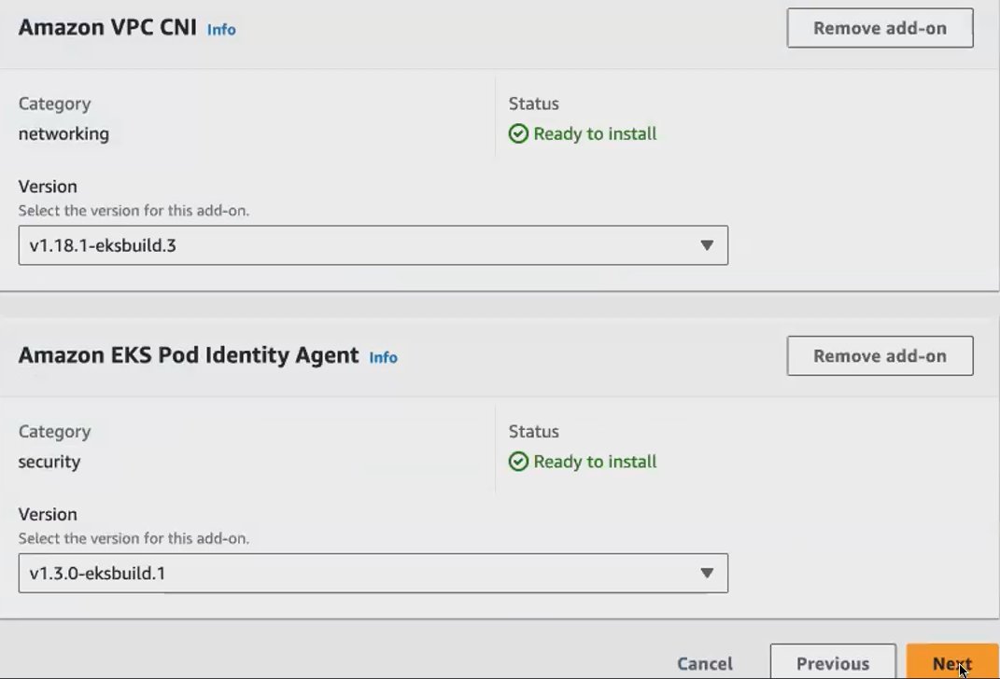 Amazon VPC CNI Info
Remove add-on
Category
networking
Status
Ready to install
Version
Select the version for this add-on.
v1.18.1-eksbuild.3
Amazon EKS Pod Identity Agent Info
Remove add-on
Category
security
Status
Ready to install
Version
Select the version for this add-on.
v1.3.0-eksbuild.1
Cancel
Previous
Next